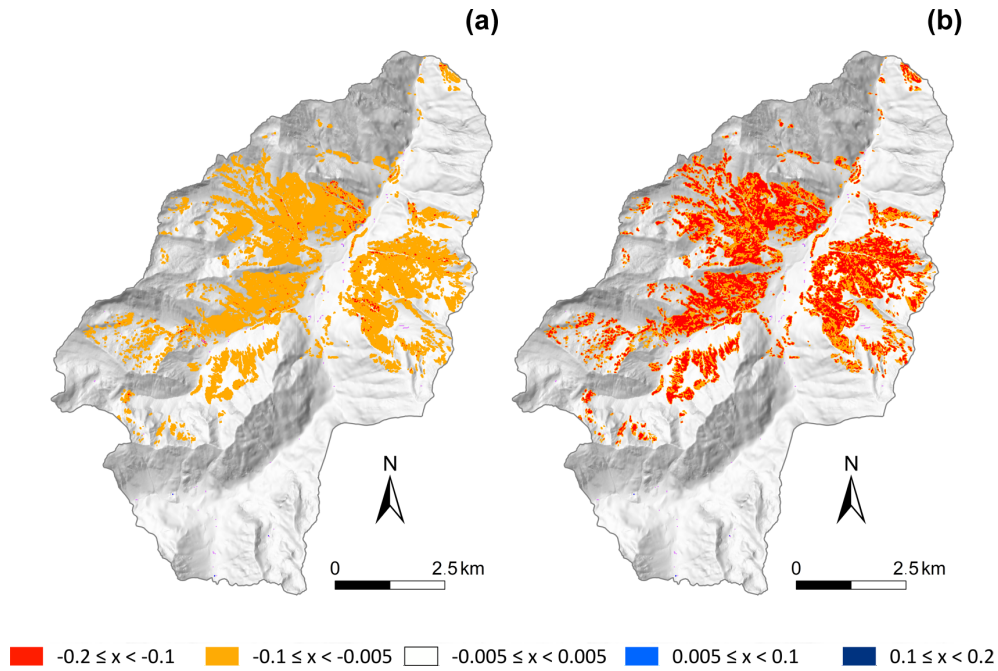 (a) (b)
N N
0 2.5 km 0 2.5 km
-0.2 ≤ x < -0.1 -0.1 ≤ x < -0.005 -0.005 ≤ x < 0.005 0.005 ≤ x < 0.1 0.1 ≤ x < 0.2